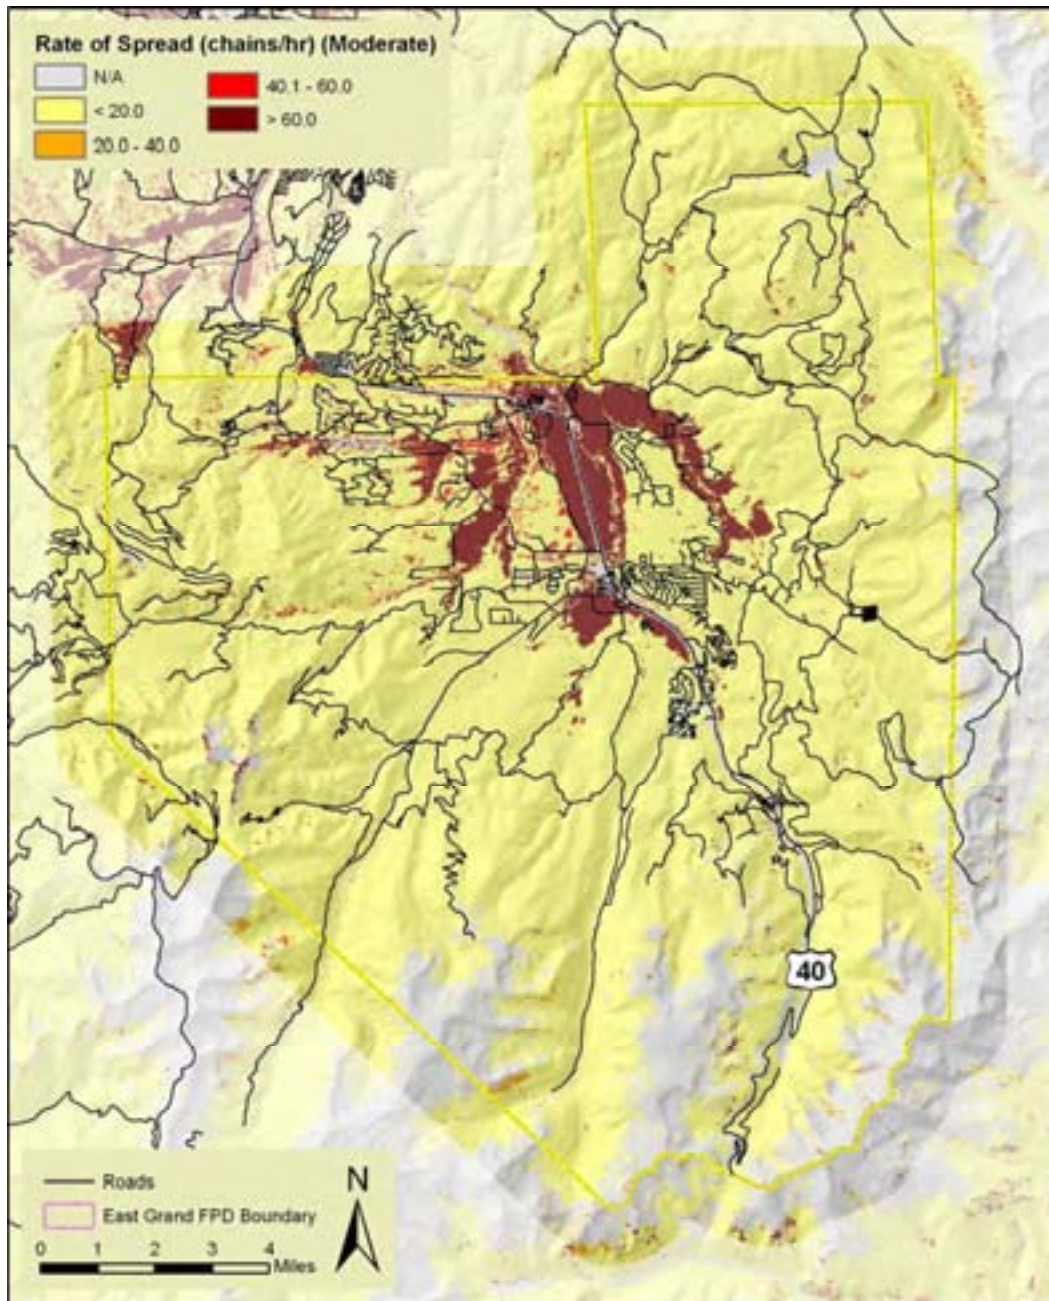 Rate of Spread (chains/hr) (Moderate)
N/A
< 20.0
20.0 - 40.0
40.1 - 60.0
> 60.0
40
Roads
East Grand FPD Boundary
N
0 1 2 3 4
Miles